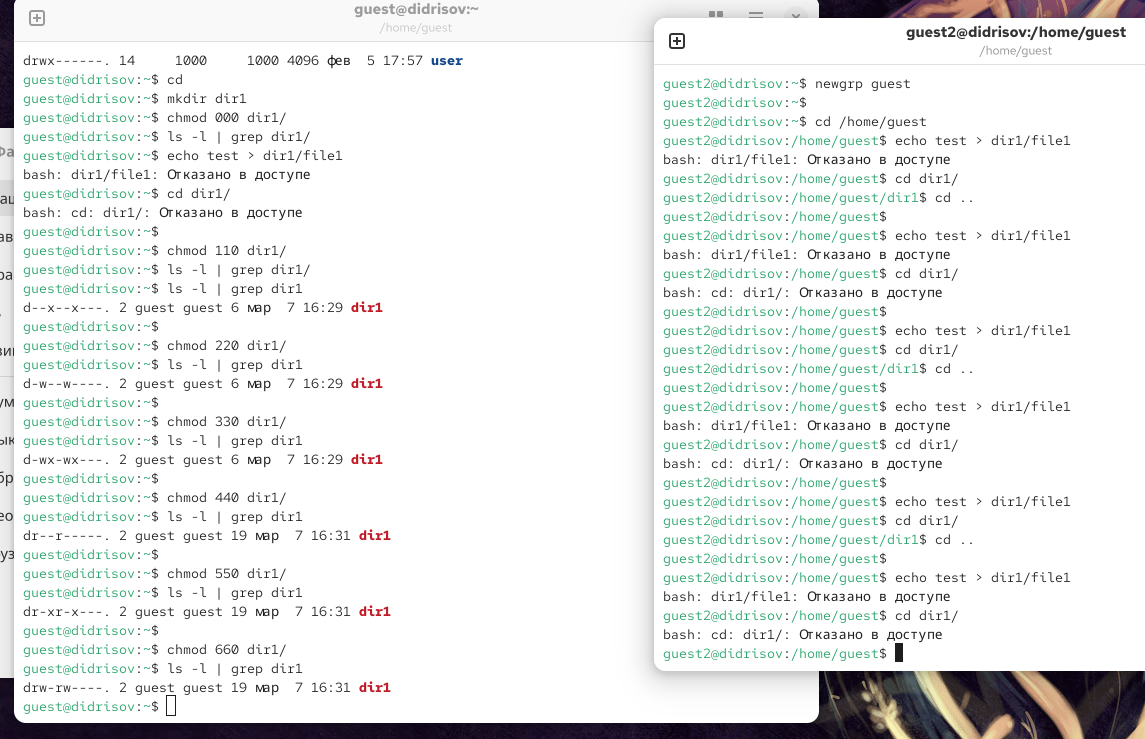 guest@didrisov:~
/home/guest
drwx------. 14     1000     1000 4096 фев  5 17:57 user
guest@didrisov:~$ cd
guest@didrisov:~$ mkdir dir1
guest@didrisov:~$ chmod 000 dir1/
guest@didrisov:~$ ls -l | grep dir1/
guest@didrisov:~$ echo test > dir1/file1
bash: dir1/file1: Отказано в доступе
guest@didrisov:~$ cd dir1/
bash: cd: dir1/: Отказано в доступе
guest@didrisov:~$
guest@didrisov:~$ chmod 110 dir1/
guest@didrisov:~$ ls -l | grep dir1/
guest@didrisov:~$ ls -l | grep dir1
d--x--x---. 2 guest guest 6 мар  7 16:29 dir1
guest@didrisov:~$
guest@didrisov:~$ chmod 220 dir1/
guest@didrisov:~$ ls -l | grep dir1
d-w--w----. 2 guest guest 6 мар  7 16:29 dir1
guest@didrisov:~$
guest@didrisov:~$ chmod 330 dir1/
guest@didrisov:~$ ls -l | grep dir1
d-wx-wx---. 2 guest guest 6 мар  7 16:29 dir1
guest@didrisov:~$
guest@didrisov:~$ chmod 440 dir1/
guest@didrisov:~$ ls -l | grep dir1
dr--r-----. 2 guest guest 19 мар  7 16:31 dir1
guest@didrisov:~$
guest@didrisov:~$ chmod 550 dir1/
guest@didrisov:~$ ls -l | grep dir1
dr-xr-x---. 2 guest guest 19 мар  7 16:31 dir1
guest@didrisov:~$
guest@didrisov:~$ chmod 660 dir1/
guest@didrisov:~$ ls -l | grep dir1
drw-rw----. 2 guest guest 19 мар  7 16:31 dir1
guest@didrisov:~$
guest2@didrisov:/home/guest
/home/guest
guest2@didrisov:~$ newgrp guest
guest2@didrisov:~$
guest2@didrisov:~$ cd /home/guest
guest2@didrisov:/home/guest$ echo test > dir1/file1
bash: dir1/file1: Отказано в доступе
guest2@didrisov:/home/guest$ cd dir1/
guest2@didrisov:/home/guest/dir1$ cd ..
guest2@didrisov:/home/guest$
guest2@didrisov:/home/guest$ echo test > dir1/file1
bash: dir1/file1: Отказано в доступе
guest2@didrisov:/home/guest$ cd dir1/
bash: cd: dir1/: Отказано в доступе
guest2@didrisov:/home/guest$
guest2@didrisov:/home/guest$ echo test > dir1/file1
guest2@didrisov:/home/guest$ cd dir1/
guest2@didrisov:/home/guest/dir1$ cd ..
guest2@didrisov:/home/guest$
guest2@didrisov:/home/guest$ echo test > dir1/file1
bash: dir1/file1: Отказано в доступе
guest2@didrisov:/home/guest$ cd dir1/
bash: cd: dir1/: Отказано в доступе
guest2@didrisov:/home/guest$
guest2@didrisov:/home/guest$ echo test > dir1/file1
guest2@didrisov:/home/guest$ cd dir1/
guest2@didrisov:/home/guest/dir1$ cd ..
guest2@didrisov:/home/guest$
guest2@didrisov:/home/guest$ echo test > dir1/file1
bash: dir1/file1: Отказано в доступе
guest2@didrisov:/home/guest$ cd dir1/
bash: cd: dir1/: Отказано в доступе
guest2@didrisov:/home/guest$